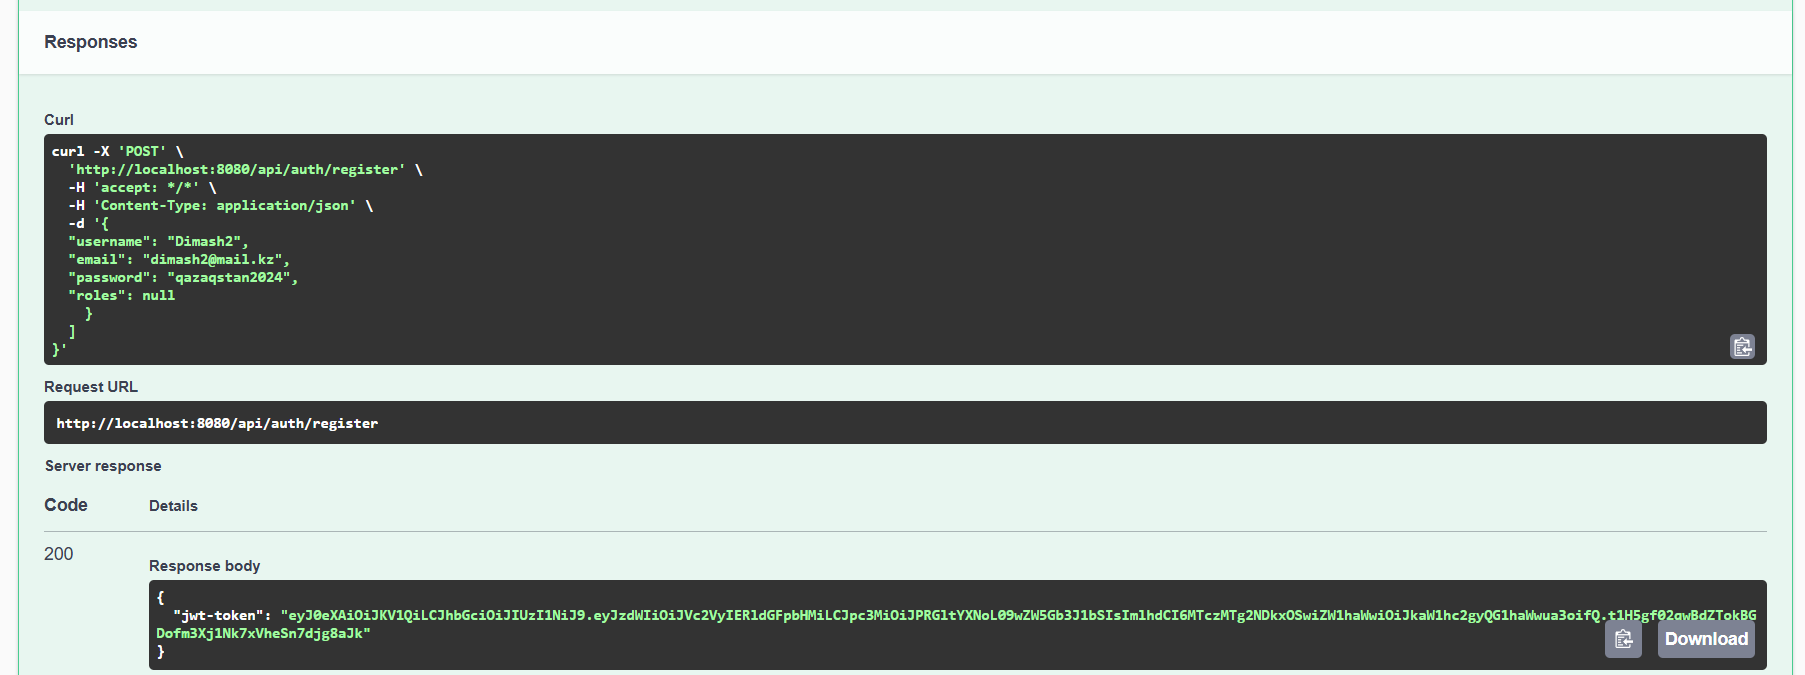 Responses
Curl
curl -X 'POST' \
  'http://localhost:8080/api/auth/register' \
  -H 'accept: */*' \
  -H 'Content-Type: application/json' \
  -d '{
  "username": "Dimash2",
  "email": "dimash2@mail.kz",
  "password": "qazaqstan2024",
  "roles": null
    }
  ]
}'
Request URL
http://localhost:8080/api/auth/register
Server response
Code Details
200
Response body
{
  "jwt-token": "eyJ0eXAiOiJKV1QiLCJhbGciOiJIUzI1NiJ9.eyJzdWIiOiJVc2VyIERldGFpbHMiLCJpc3MiOiJPRGltYXNoL09wZW5Gb3J1bSIsImlhdCI6MTczMTg2NDkxOSwiZW1haWwiOiJkaW1hc2gyQG1haWwua3oifQ.t1H5gf02qwBdZTokBG
Dofm3Xj1Nk7xVheSn7djg8aJk"
}
Download